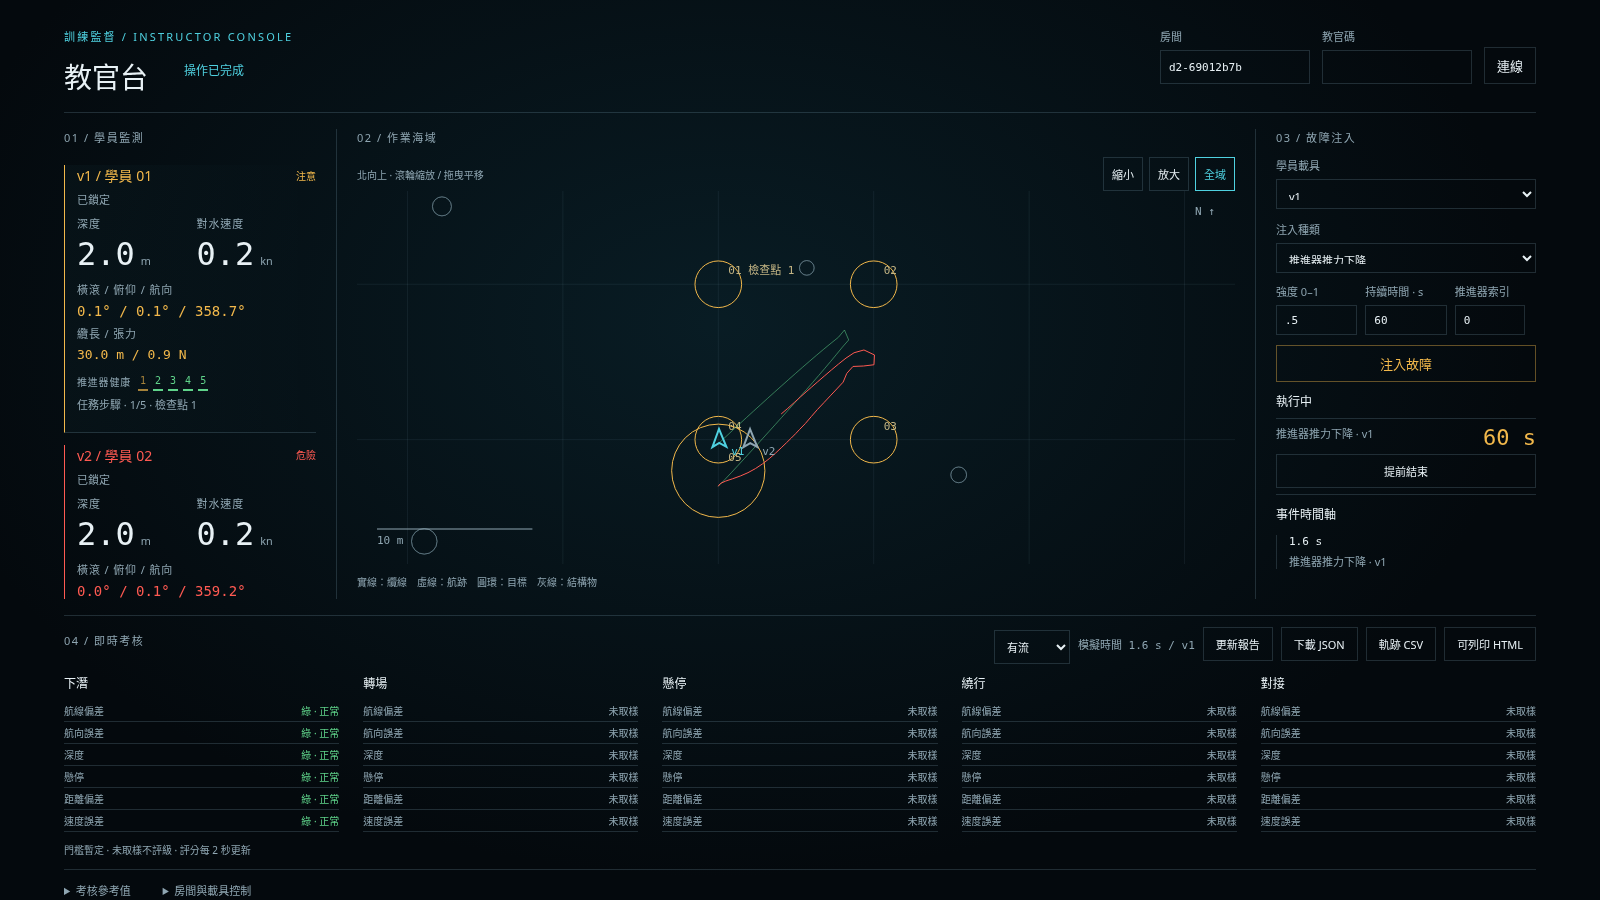 訓練監督 / INSTRUCTOR CONSOLE
教官台
操作已完成
房間
教官碼
d2-69012b7b
連線
01 / 學員監測
v1 / 學員 01
注意
已鎖定
深度
對水速度
2.0 m
0.2 kn
橫滾 / 俯仰 / 航向
0.1° / 0.1° / 358.7°
纜長 / 張力
30.0 m / 0.9 N
推進器健康 1 2 3 4 5
任務步驟 · 1/5 · 檢查點 1
v2 / 學員 02
危險
已鎖定
深度
對水速度
2.0 m
0.2 kn
橫滾 / 俯仰 / 航向
0.0° / 0.1° / 359.2°
02 / 作業海域
北向上 · 滾輪縮放 / 拖曳平移
縮小
放大
全域
N ↑
01 檢查點 1
02
03
04
05
v1
v2
10 m
實線：纜線 虛線：航跡 圓環：目標 灰線：結構物
03 / 故障注入
學員載具
v1
注入種類
推進器推力下降
強度 0–1
持續時間 · s
推進器索引
.5
60
0
注入故障
執行中
推進器推力下降 · v1
60 s
提前結束
事件時間軸
1.6 s
推進器推力下降 · v1
04 / 即時考核
有流
模擬時間 1.6 s / v1
更新報告
下載 JSON
軌跡 CSV
可列印 HTML
下潛
航線偏差 綠 · 正常
航向誤差 綠 · 正常
深度 綠 · 正常
懸停 綠 · 正常
距離偏差 綠 · 正常
速度誤差 綠 · 正常
轉場
航線偏差 未取樣
航向誤差 未取樣
深度 未取樣
懸停 未取樣
距離偏差 未取樣
速度誤差 未取樣
懸停
航線偏差 未取樣
航向誤差 未取樣
深度 未取樣
懸停 未取樣
距離偏差 未取樣
速度誤差 未取樣
繞行
航線偏差 未取樣
航向誤差 未取樣
深度 未取樣
懸停 未取樣
距離偏差 未取樣
速度誤差 未取樣
對接
航線偏差 未取樣
航向誤差 未取樣
深度 未取樣
懸停 未取樣
距離偏差 未取樣
速度誤差 未取樣
門檻暫定 · 未取樣不評級 · 評分每 2 秒更新
▶ 考核參考值
▶ 房間與載具控制